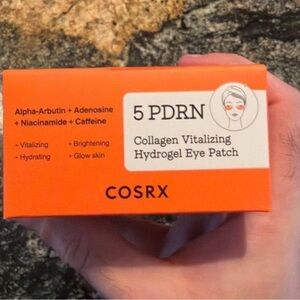 Alpha-Arbutin + Adenosine
+ Niacinamide + Caffeine
+ Vitalizing + Brightening
+ Hydrating + Glow skin
5 PDRN
Collagen Vitalizing
Hydrogel Eye Patch
COSRX